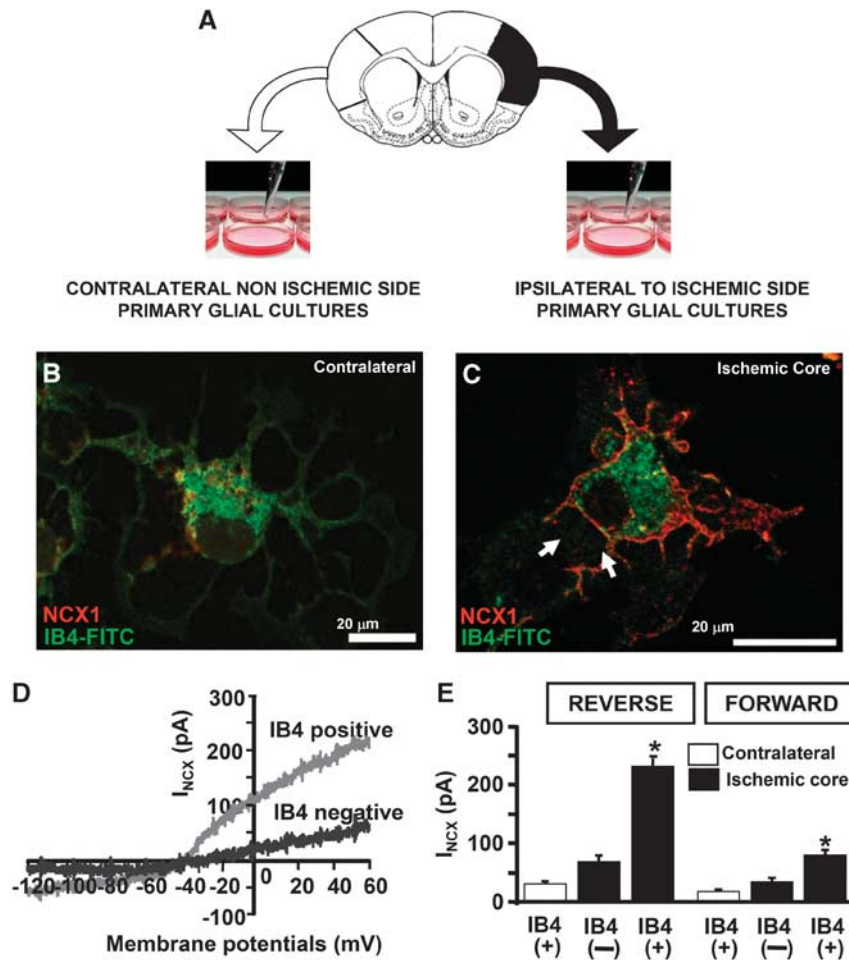 A
CONTRALATERAL NON ISCHEMIC SIDE
PRIMARY GLIAL CULTURES
IPSILATERAL TO ISCHEMIC SIDE
PRIMARY GLIAL CULTURES
B
Contralateral
NCX1
IB4-FITC
20 μm
C
Ischemic Core
NCX1
IB4-FITC
20 μm
D
300
200
100
0
-100
I_NCX (pA)
IB4 positive
IB4 negative
-120 -100 -80 -60 -40 -20 0 20 40 60
Membrane potentials (mV)
E
REVERSE
FORWARD
300
200
100
0
I_NCX (pA)
Contralateral
Ischemic core
*
*
IB4 IB4 IB4 IB4 IB4 IB4
(+) (—) (+) (+) (—) (+)